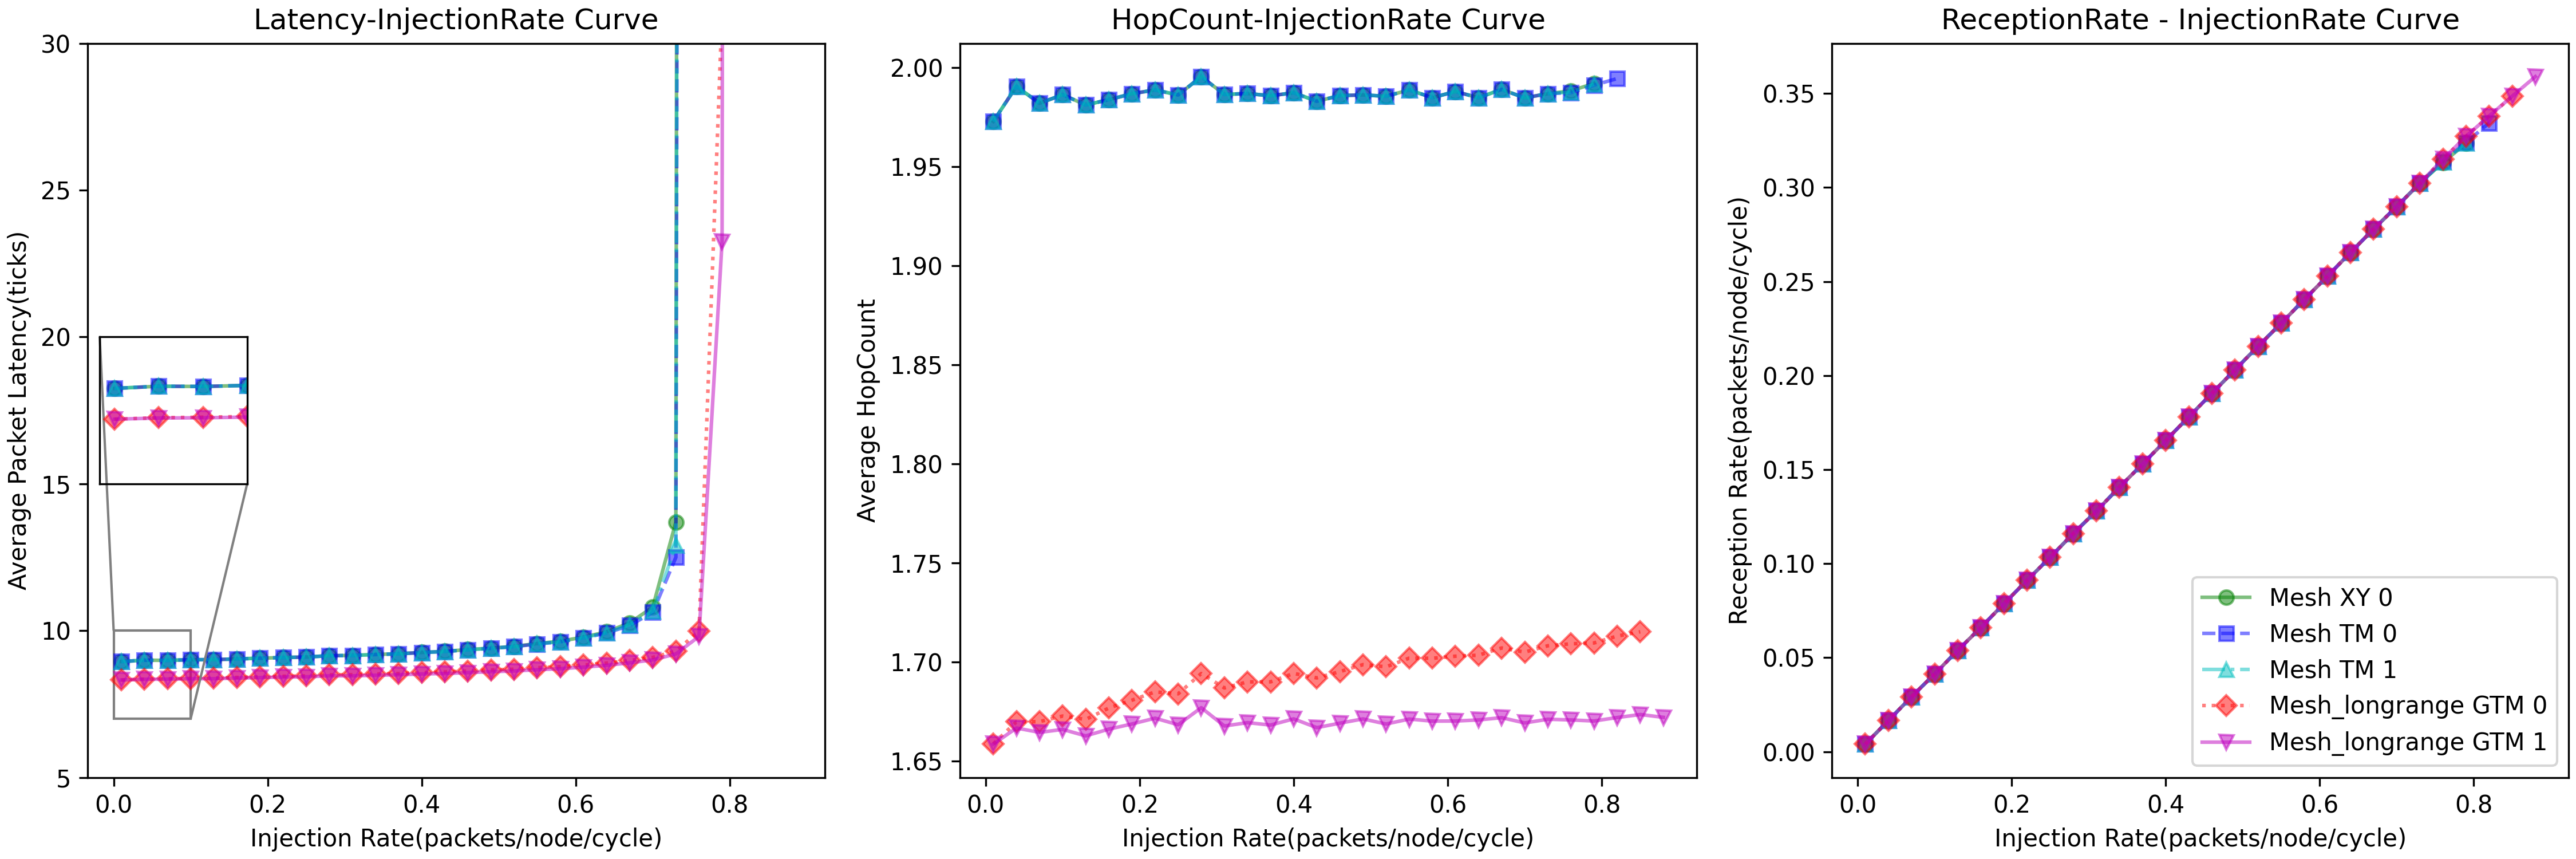 Latency-InjectionRate Curve
30
25
20
15
10
5
Average Packet Latency(ticks)
0.0 0.2 0.4 0.6 0.8
Injection Rate(packets/node/cycle)
HopCount-InjectionRate Curve
2.00
1.95
1.90
1.85
1.80
1.75
1.70
1.65
Average HopCount
0.0 0.2 0.4 0.6 0.8
Injection Rate(packets/node/cycle)
ReceptionRate - InjectionRate Curve
0.35
0.30
0.25
0.20
0.15
0.10
0.05
0.00
Reception Rate(packets/node/cycle)
Mesh XY 0
Mesh TM 0
Mesh TM 1
Mesh_longrange GTM 0
Mesh_longrange GTM 1
0.0 0.2 0.4 0.6 0.8
Injection Rate(packets/node/cycle)